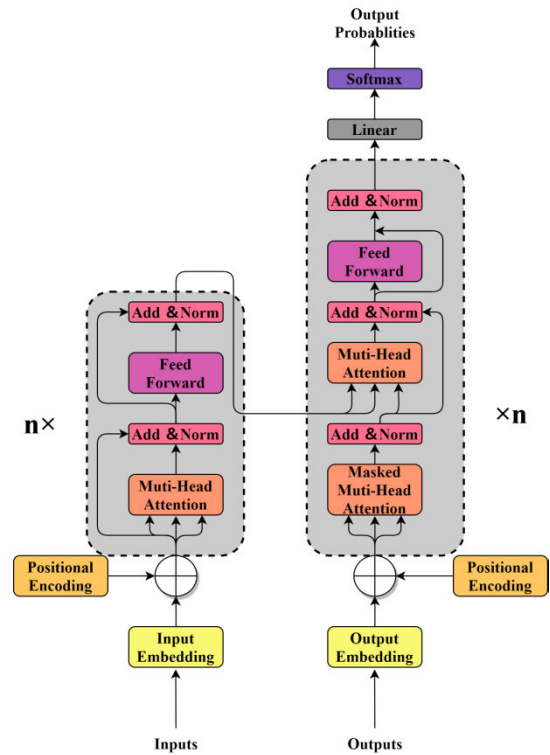 Output
Probablities
Softmax
Linear
Add &Norm
Feed
Forward
Add &Norm
Muti-Head
Attention
Add &Norm
Masked
Muti-Head
Attention
×n
Positional
Encoding
Output
Embedding
Outputs
Add &Norm
Feed
Forward
n×
Add &Norm
Muti-Head
Attention
Positional
Encoding
Input
Embedding
Inputs